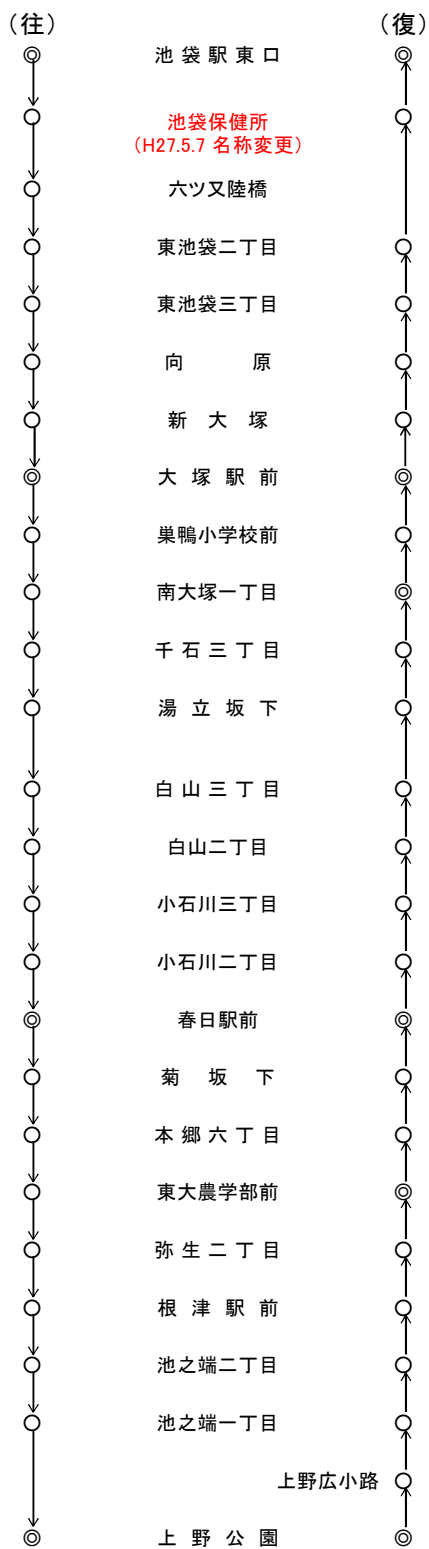 （往） （復）
池袋駅東口
池袋保健所
（H27.5.7 名称変更）
六ツ又陸橋
東池袋二丁目
東池袋三丁目
向原
新大塚
大塚駅前
巣鴨小学校前
南大塚一丁目
千石三丁目
湯立坂下
白山三丁目
白山二丁目
小石川三丁目
小石川二丁目
春日駅前
菊坂下
本郷六丁目
東大農学部前
弥生二丁目
根津駅前
池之端二丁目
池之端一丁目
上野広小路
上野公園